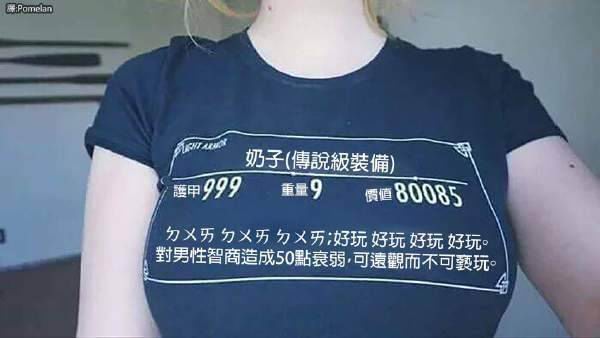 譯:Pomelan
LIGHT ARMOR
奶子(傳說級裝備)
護甲999 重量9 價值80085
ㄉㄨㄞ ㄉㄨㄞ ㄉㄨㄞ;好玩 好玩 好玩 好玩。
對男性智商造成50點衰弱,可遠觀而不可褻玩。